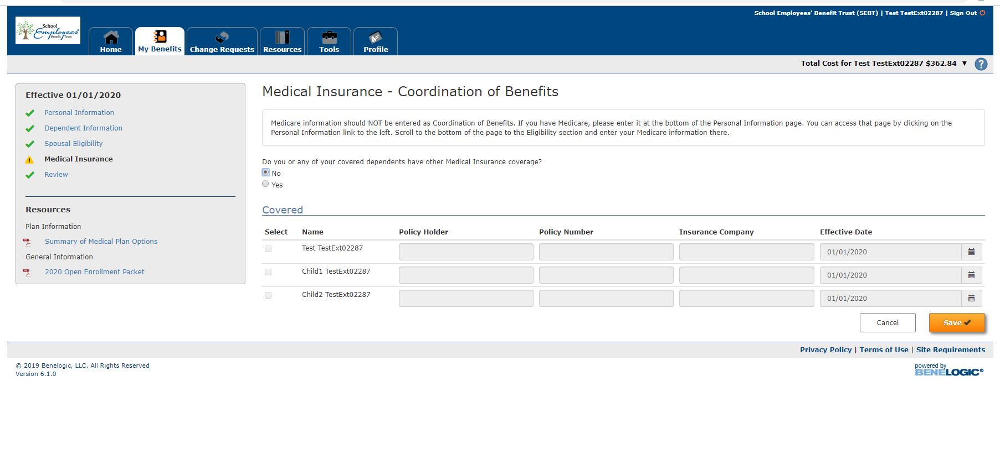 School Employees' Benefit Trust (SEBT) | Test TestExt02287 | Sign Out
School
Employees'
Benefit Trust
Home
My Benefits
Change Requests
Resources
Tools
Profile
Total Cost for Test TestExt02287 $362.84 ▼ ?
Effective 01/01/2020
Personal Information
Dependent Information
Spousal Eligibility
Medical Insurance
Review
Resources
Plan Information
Summary of Medical Plan Options
General Information
2020 Open Enrollment Packet
Medical Insurance - Coordination of Benefits
Medicare information should NOT be entered as Coordination of Benefits. If you have Medicare, please enter it at the bottom of the Personal Information page. You can access that page by clicking on the
Personal Information link to the left. Scroll to the bottom of the page to the Eligibility section and enter your Medicare information there.
Do you or any of your covered dependents have other Medical Insurance coverage?
No
Yes
Covered
Select Name Policy Holder Policy Number Insurance Company Effective Date
Test TestExt02287 01/01/2020
Child1 TestExt02287 01/01/2020
Child2 TestExt02287 01/01/2020
Cancel Save
Privacy Policy | Terms of Use | Site Requirements
© 2019 Benelogic, LLC. All Rights Reserved
Version 6.1.0
powered by
BENELOGIC®